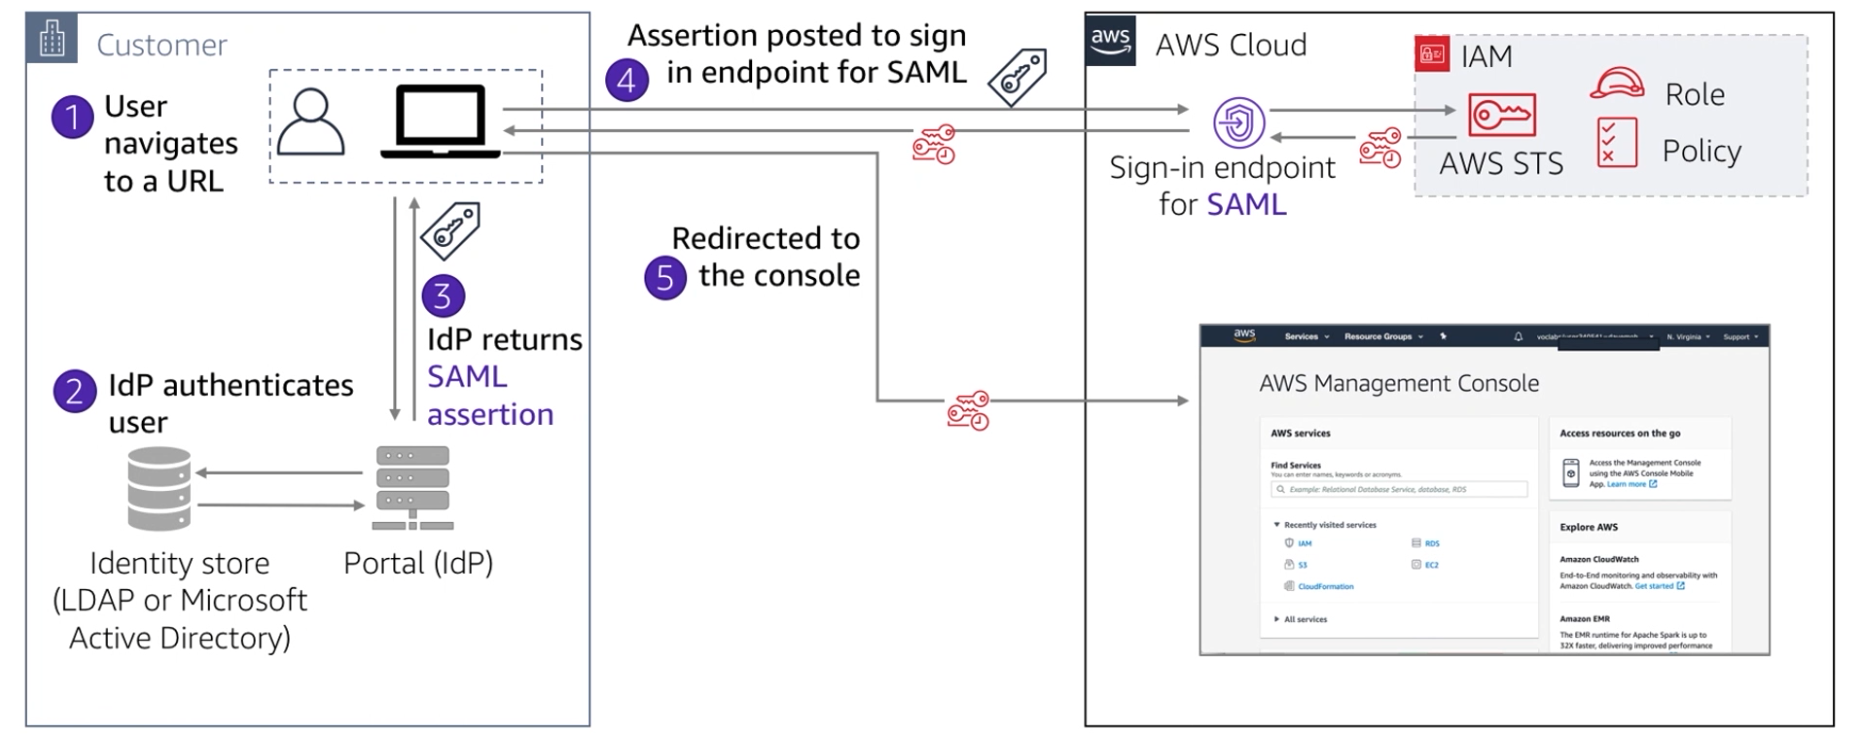 Customer
1 User
navigates
to a URL
Assertion posted to sign
4 in endpoint for SAML
aws
AWS Cloud
IAM
Role
Policy
AWS STS
Sign-in endpoint
for SAML
3
IdP returns
SAML
assertion
2 IdP authenticates
user
Identity store
(LDAP or Microsoft
Active Directory)
Portal (IdP)
Redirected to
5 the console
aws Services Resource Groups N. Virginia Support
AWS Management Console
AWS services
Find Services
You can enter names, keywords or acronyms.
Example: Relational Database Service, database, RDS
Recently visited services
IAM RDS
S3 EC2
CloudFormation
All services
Access resources on the go
Access the Management Console
using the AWS Console Mobile
App. Learn more
Explore AWS
Amazon CloudWatch
End-to-End monitoring and observability with
Amazon CloudWatch. Get started
Amazon EMR
The EMR runtime for Apache Spark is up to
32X faster, delivering improved performance